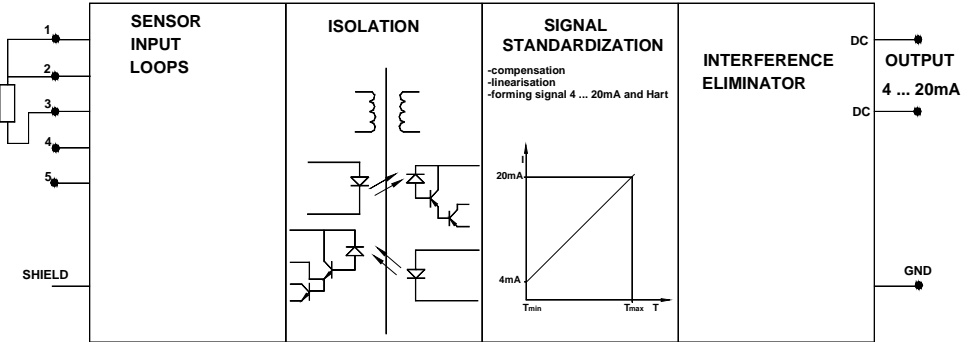 SENSOR
INPUT
LOOPS
1
2
3
4
5
SHIELD
ISOLATION
SIGNAL
STANDARDIZATION
-compensation
-linearisation
-forming signal 4 ... 20mA and Hart
I
20mA
4mA
Tmin
Tmax T
INTERFERENCE
ELIMINATOR
DC
DC
OUTPUT
4 ... 20mA
GND